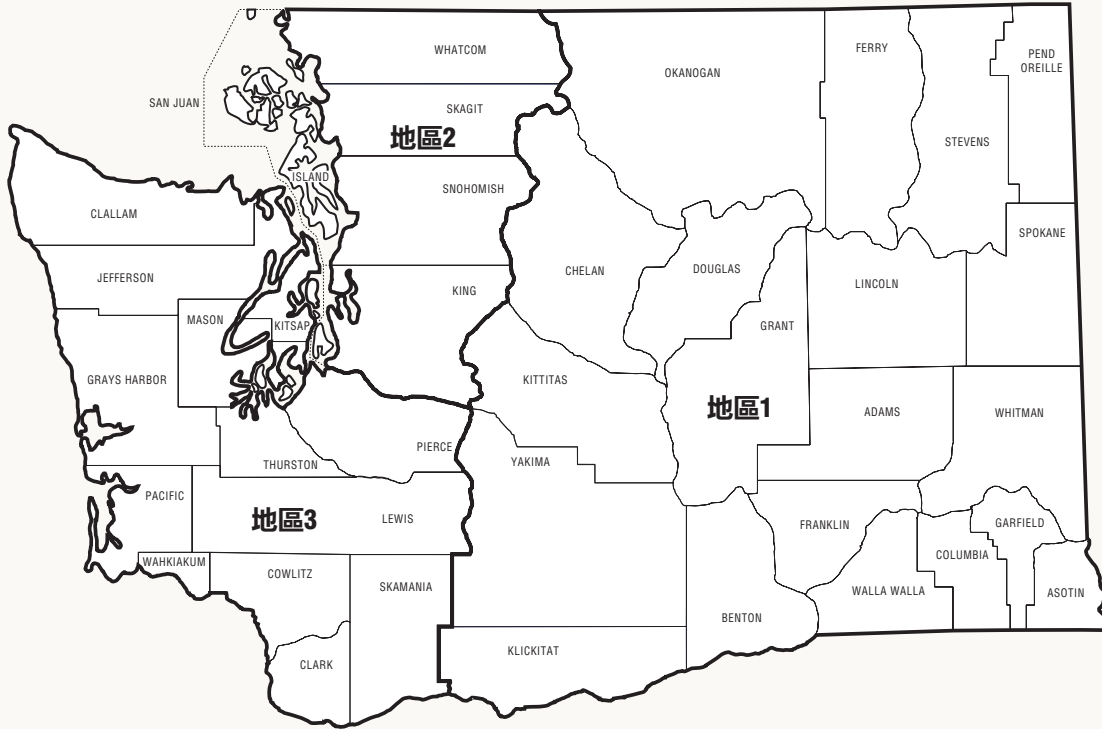 WHATCOM
OKANOGAN
FERRY
PEND
OREILLE
SAN JUAN
SKAGIT
地區2
STEVENS
ISLAND
SNOHOMISH
CLALLAM
SPOKANE
JEFFERSON
CHELAN
DOUGLAS
LINCOLN
KING
MASON
KITSAP
GRANT
GRAYS HARBOR
KITTITAS
地區1
ADAMS
WHITMAN
THURSTON
PIERCE
YAKIMA
PACIFIC
地區3
LEWIS
FRANKLIN
GARFIELD
WAHKIAKUM
COWLITZ
SKAMANIA
COLUMBIA
WALLA WALLA
ASOTIN
BENTON
CLARK
KLICKITAT